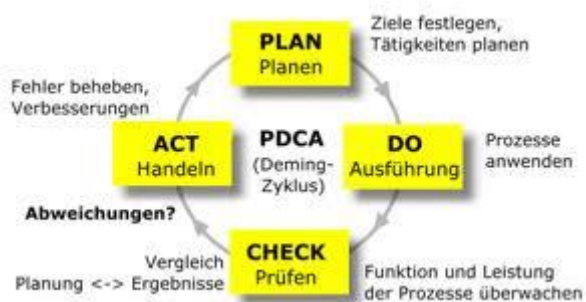 PLAN
Planen
Ziele festlegen,
Tätigkeiten planen
Fehler beheben,
Verbesserungen
ACT
Handeln
PDCA
(Deming-
Zyklus)
DO
Ausführung
Prozesse
anwenden
Abweichungen?
CHECK
Prüfen
Vergleich
Planung <-> Ergebnisse
Funktion und Leistung
der Prozesse überwachen